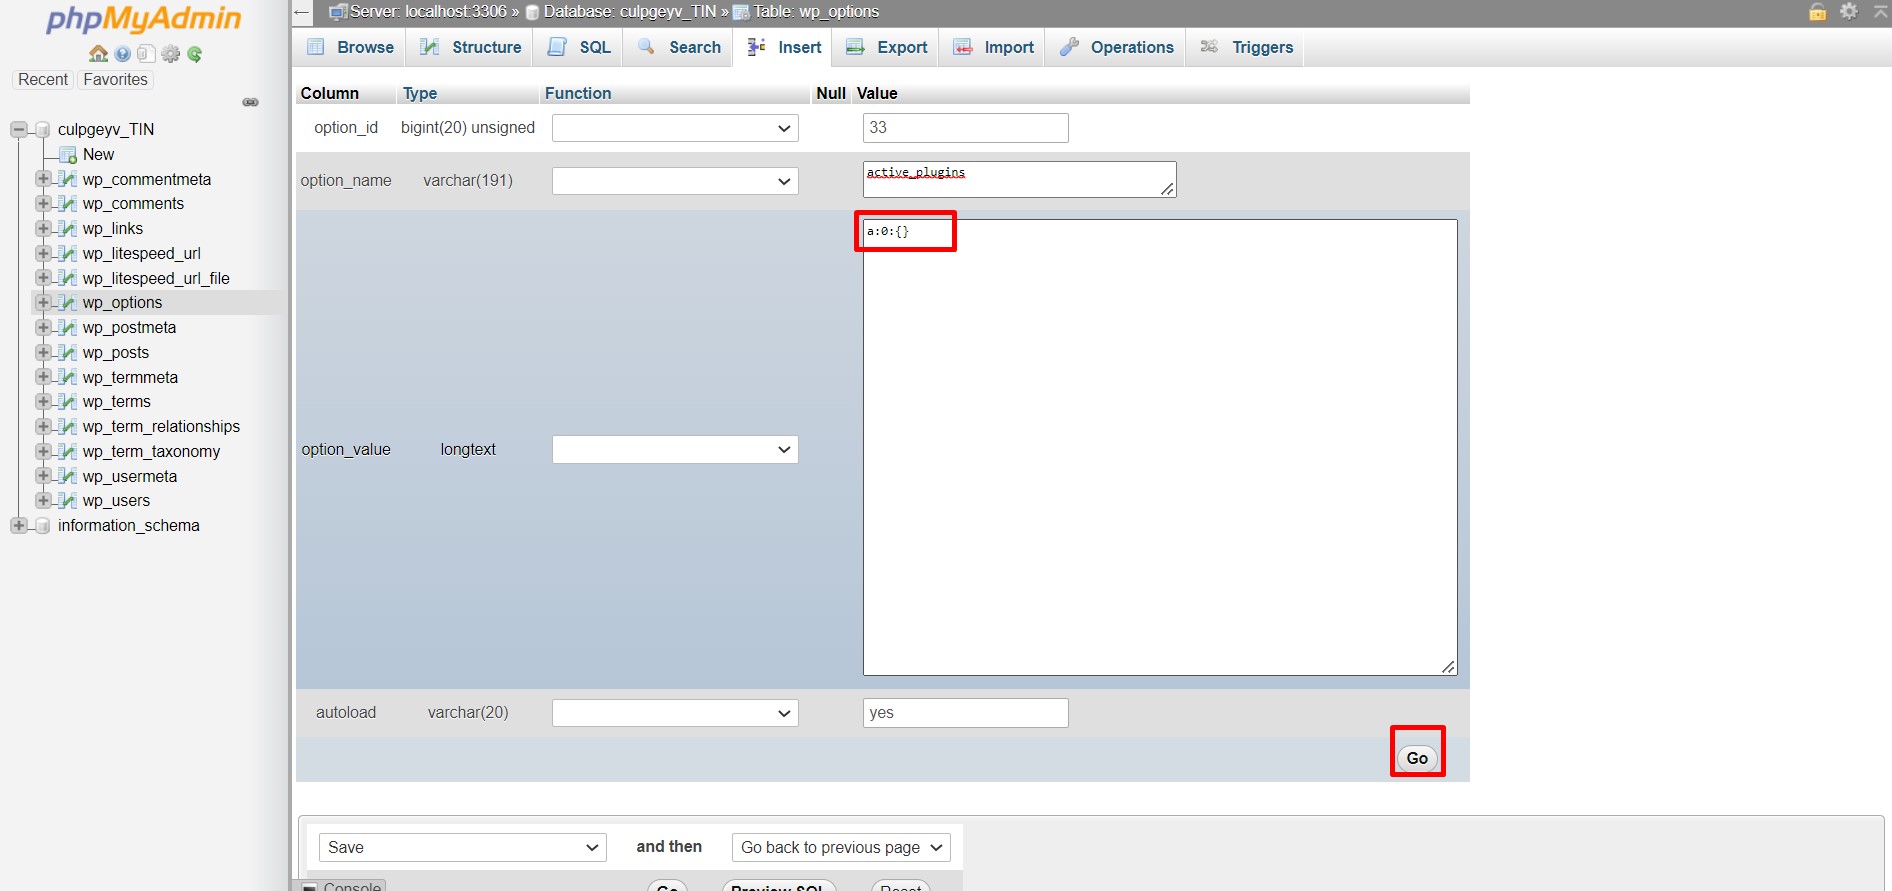 phpMyAdmin
Recent Favorites
culpgeyv_TIN
New
wp_commentmeta
wp_comments
wp_links
wp_litespeed_url
wp_litespeed_url_file
wp_options
wp_postmeta
wp_posts
wp_termmeta
wp_terms
wp_term_relationships
wp_term_taxonomy
wp_usermeta
wp_users
information_schema
Server: localhost:3306 » Database: culpgeyv_TIN » Table: wp_options
Browse Structure SQL Search Insert Export Import Operations Triggers
Column Type Function Null Value
option_id bigint(20) unsigned 33
option_name varchar(191) active_plugins
a:0:{}
option_value longtext
autoload varchar(20) yes
Go
Save and then Go back to previous page
Console Go Preview SQL Reset